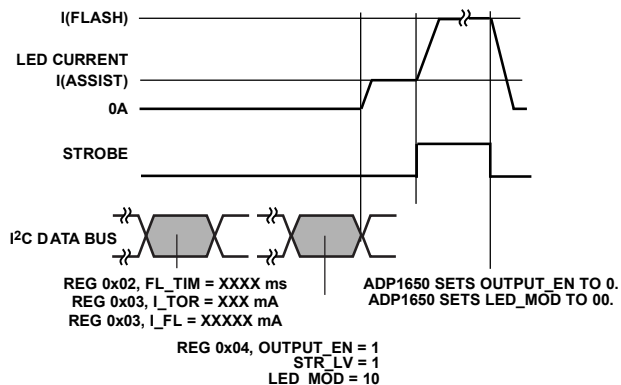 I(FLASH)
LED CURRENT
I(ASSIST)
0A
STROBE
I²C DATA BUS
REG 0x02, FL_TIM = XXXX ms
REG 0x03, I_TOR = XXX mA
REG 0x03, I_FL = XXXXX mA
ADP1650 SETS OUTPUT_EN TO 0.
ADP1650 SETS LED_MOD TO 00.
REG 0x04, OUTPUT_EN = 1
STR_LV = 1
LED_MOD = 10